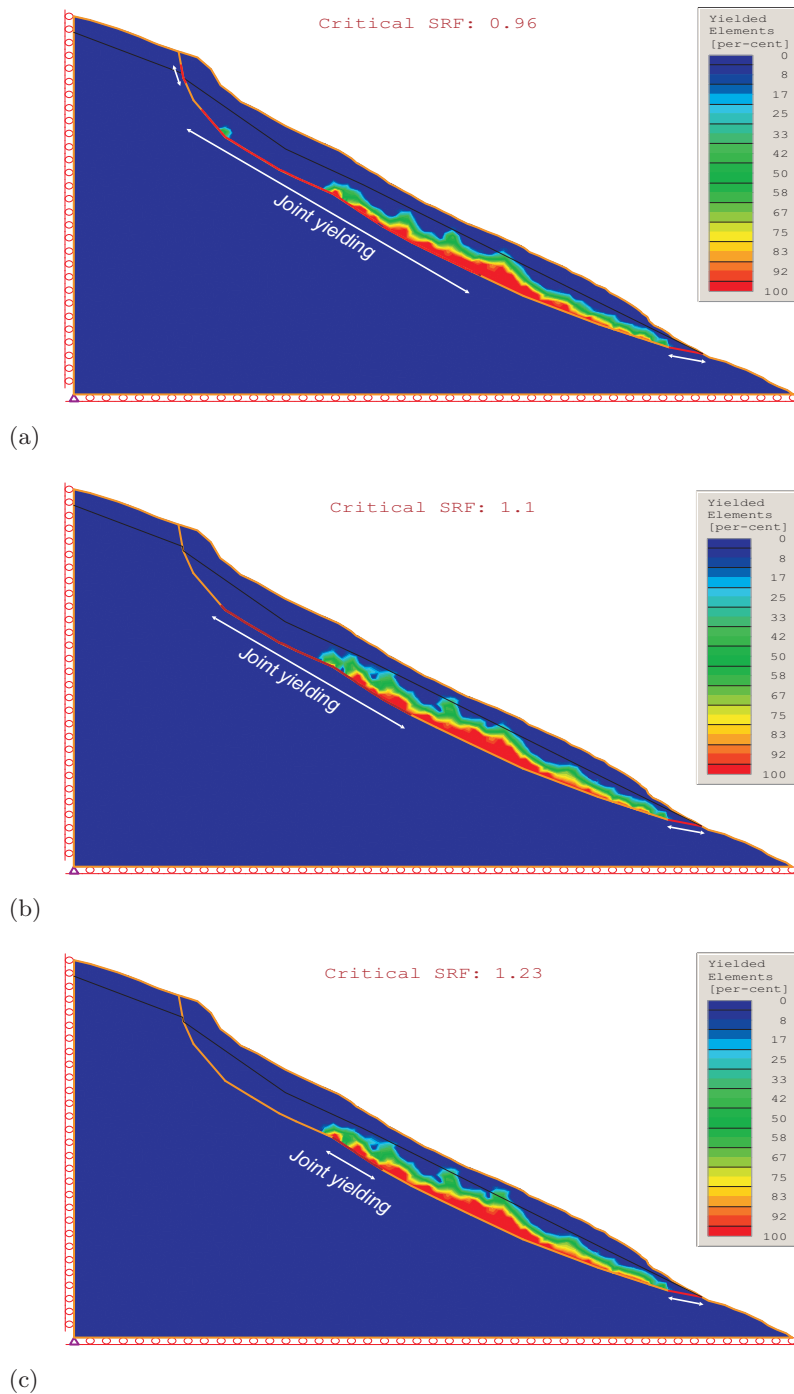 Critical SRF: 0.96
Yielded
Elements
[per-cent]
0
8
17
25
33
42
50
58
67
75
83
92
100
Joint yielding
(a)
Critical SRF: 1.1
Yielded
Elements
[per-cent]
0
8
17
25
33
42
50
58
67
75
83
92
100
Joint yielding
(b)
Critical SRF: 1.23
Yielded
Elements
[per-cent]
0
8
17
25
33
42
50
58
67
75
83
92
100
Joint yielding
(c)